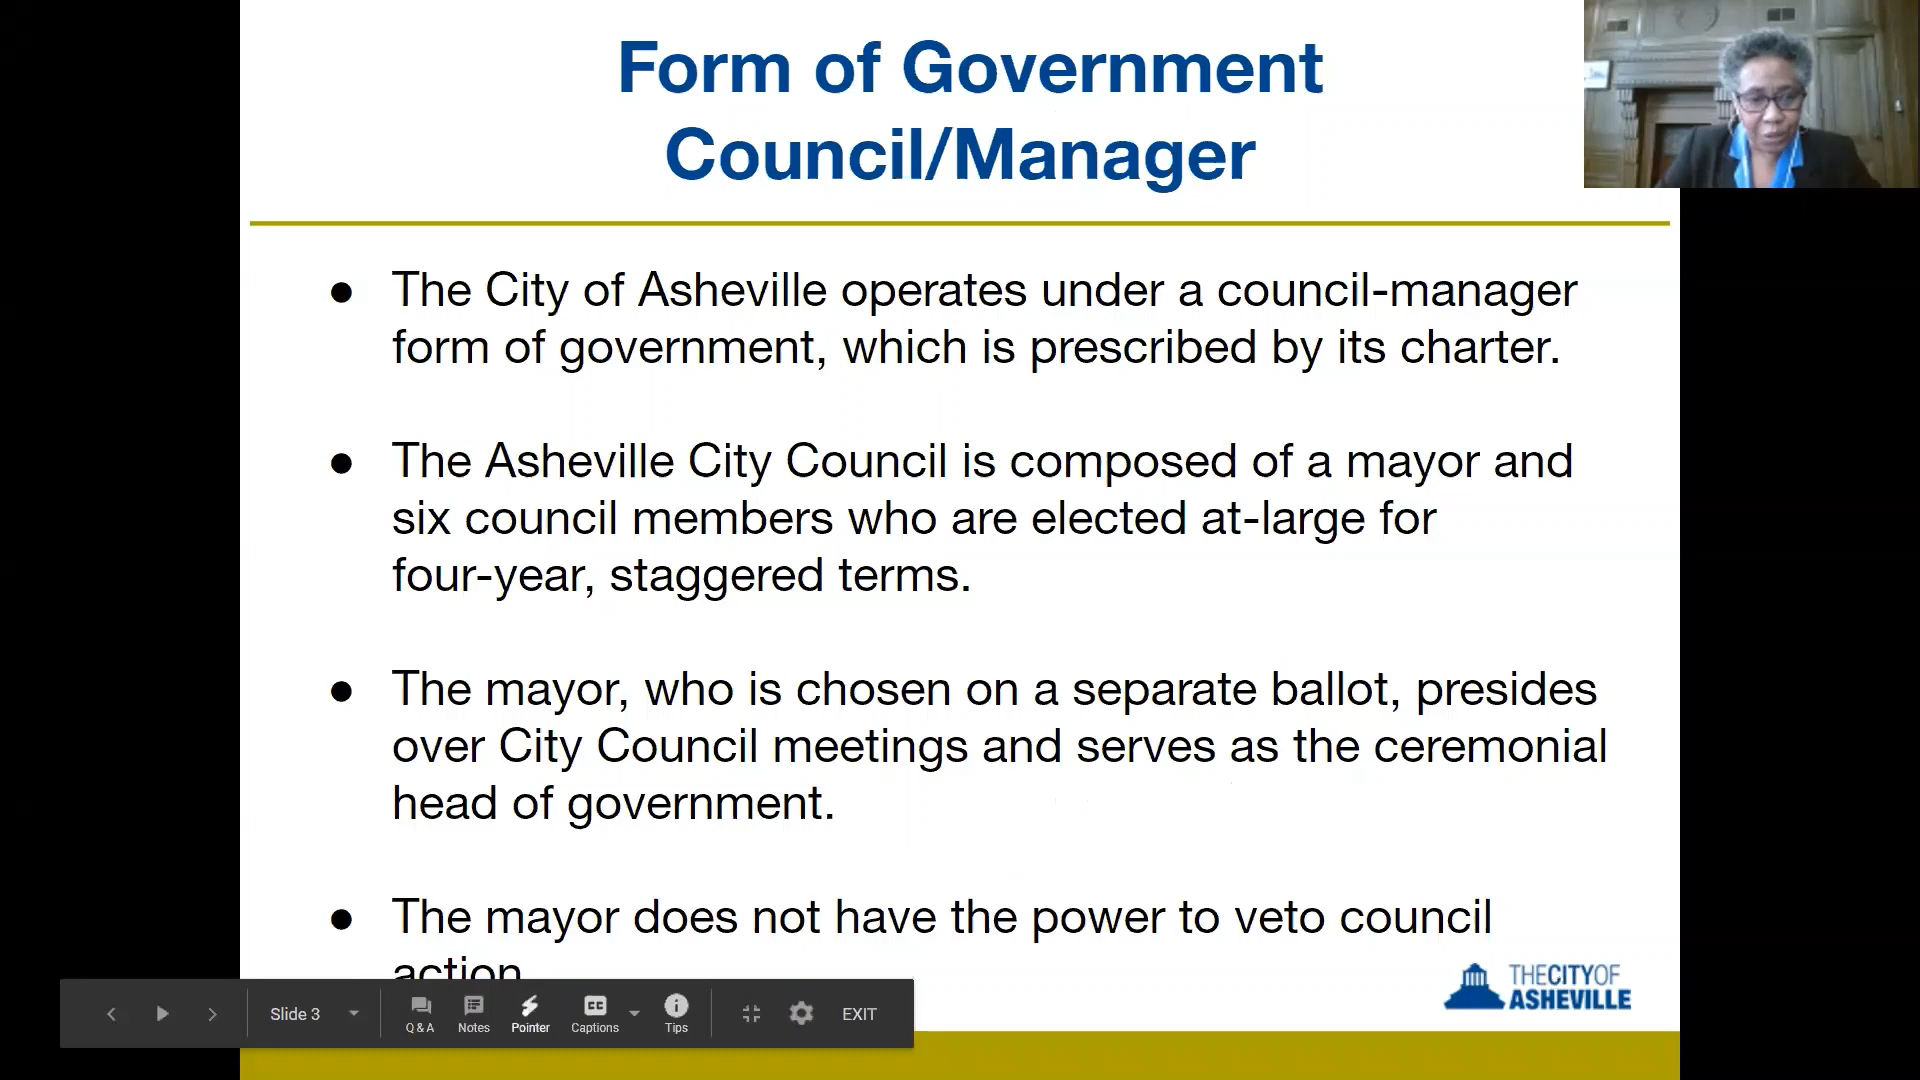 Form of Government
Council/Manager
● The City of Asheville operates under a council-manager
form of government, which is prescribed by its charter.
● The Asheville City Council is composed of a mayor and
six council members who are elected at-large for
four-year, staggered terms.
● The mayor, who is chosen on a separate ballot, presides
over City Council meetings and serves as the ceremonial
head of government.
● The mayor does not have the power to veto council
action
THECITYOF
ASHEVILLE
Slide 3
Q & A
Notes
Pointer
CC
Captions
Tips
EXIT